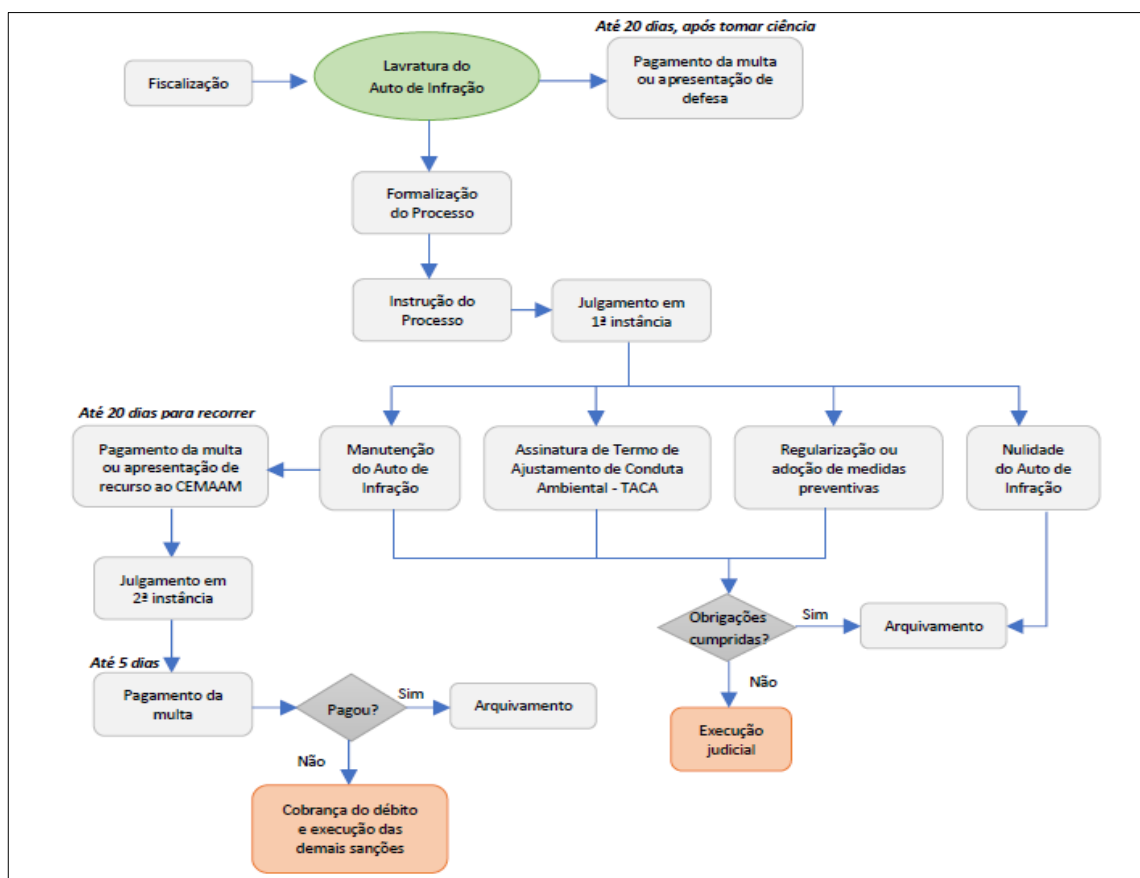 Até 20 dias, após tomar ciência
Fiscalização
Lavratura do
Auto de Infração
Pagamento da multa
ou apresentação de
defesa
Formalização
do Processo
Instrução do
Processo
Julgamento em
1ª instância
Até 20 dias para recorrer
Pagamento da multa
ou apresentação de
recurso ao CEMAAM
Manutenção
do Auto de
Infração
Assinatura de Termo de
Ajustamento de Conduta
Ambiental - TACA
Regularização ou
adoção de medidas
preventivas
Nulidade
do Auto de
Infração
Julgamento em
2ª instância
Obrigações
cumpridas?
Sim
Arquivamento
Não
Execução
judicial
Até 5 dias
Pagamento da
multa
Pagou?
Sim
Arquivamento
Não
Cobrança do débito
e execução das
demais sanções